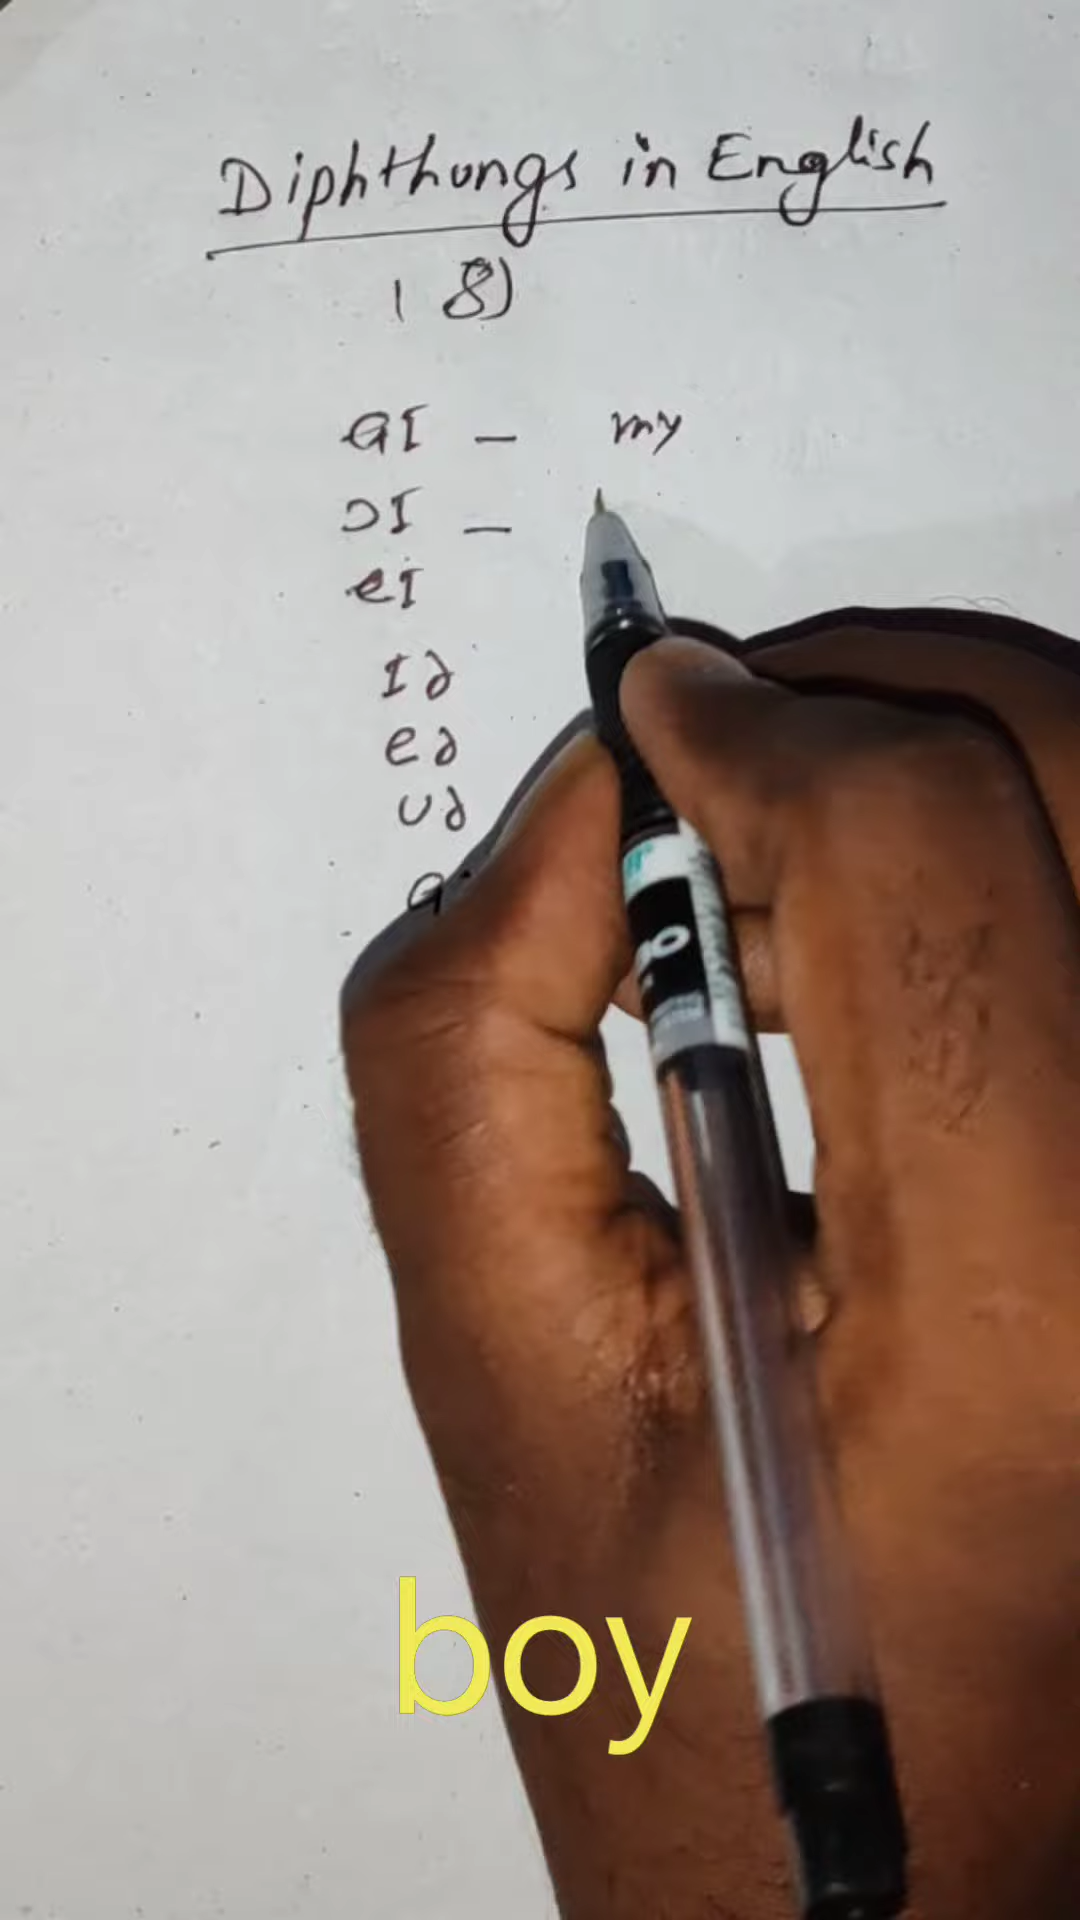 Diphthongs in English
( 8)
aɪ – my
ɔɪ –
eɪ
ɪə
eə
ʊə
a
boy